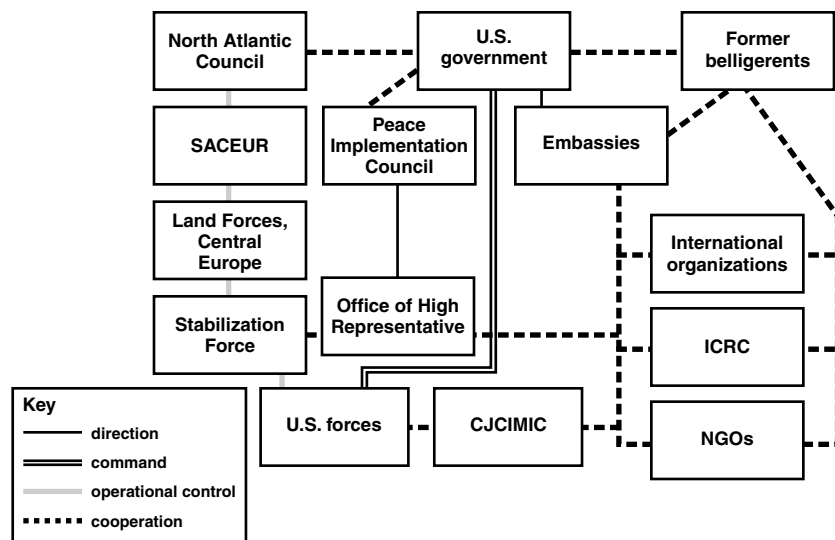 North Atlantic
Council
U.S.
government
Former
belligerents
SACEUR
Peace
Implementation
Council
Embassies
Land Forces,
Central
Europe
International
organizations
Stabilization
Force
Office of High
Representative
ICRC
U.S. forces
CJCIMIC
NGOs
Key
direction
command
operational control
cooperation